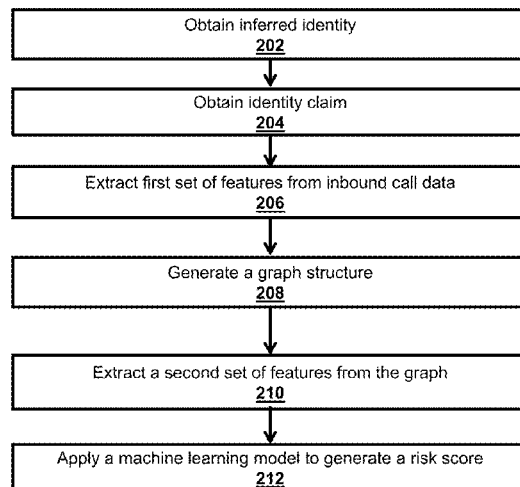 Obtain inferred identity
202
Obtain identity claim
204
Extract first set of features from inbound call data
206
Generate a graph structure
208
Extract a second set of features from the graph
210
Apply a machine learning model to generate a risk score
212